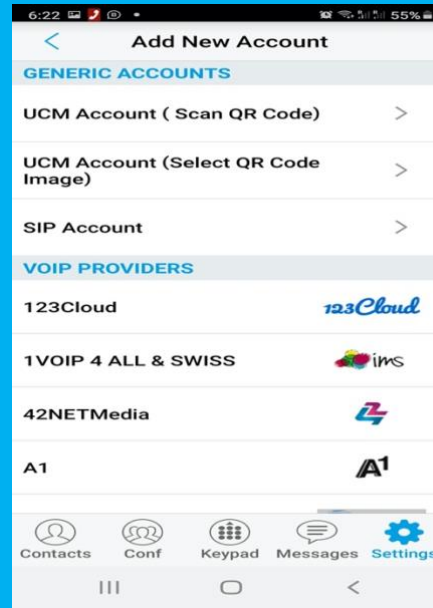 6:22 55%
Add New Account
GENERIC ACCOUNTS
UCM Account ( Scan QR Code)
UCM Account (Select QR Code
Image)
SIP Account
VOIP PROVIDERS
123Cloud 123Cloud
1VOIP 4 ALL & SWISS ims
42NETMedia
A1 A1
Contacts Conf Keypad Messages Settings